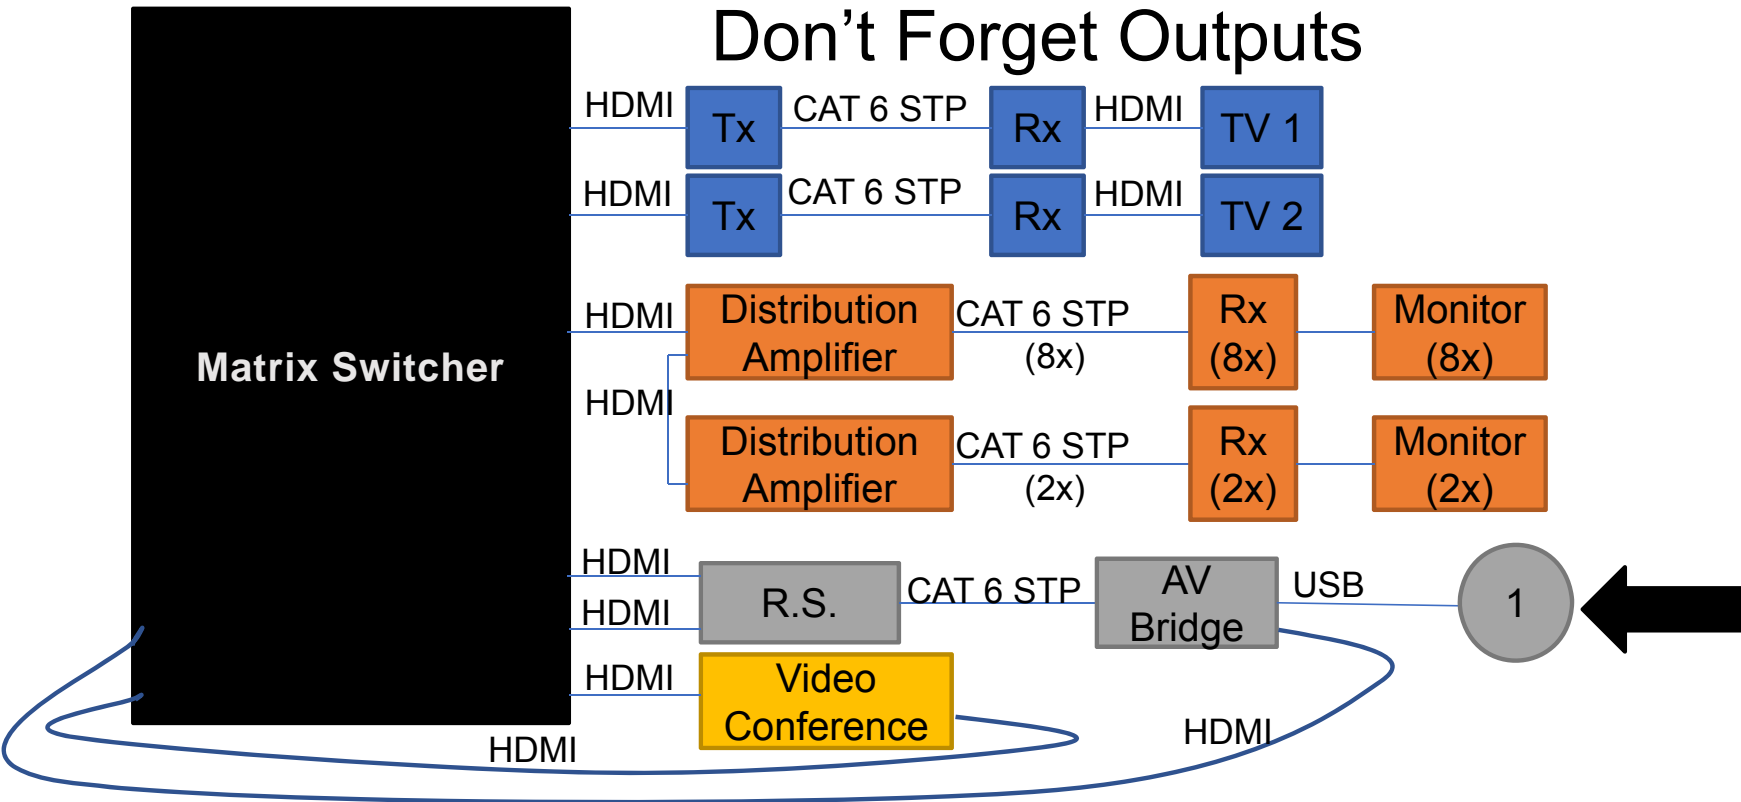 Don’t Forget Outputs
HDMI
Tx
CAT 6 STP
Rx
HDMI
TV 1
HDMI
Tx
CAT 6 STP
Rx
HDMI
TV 2
HDMI
Distribution
Amplifier
CAT 6 STP
(8x)
Rx
(8x)
Monitor
(8x)
Matrix Switcher
HDMI
Distribution
Amplifier
CAT 6 STP
(2x)
Rx
(2x)
Monitor
(2x)
HDMI
HDMI
R.S.
CAT 6 STP
AV
Bridge
USB
1
HDMI
Video
Conference
HDMI
HDMI